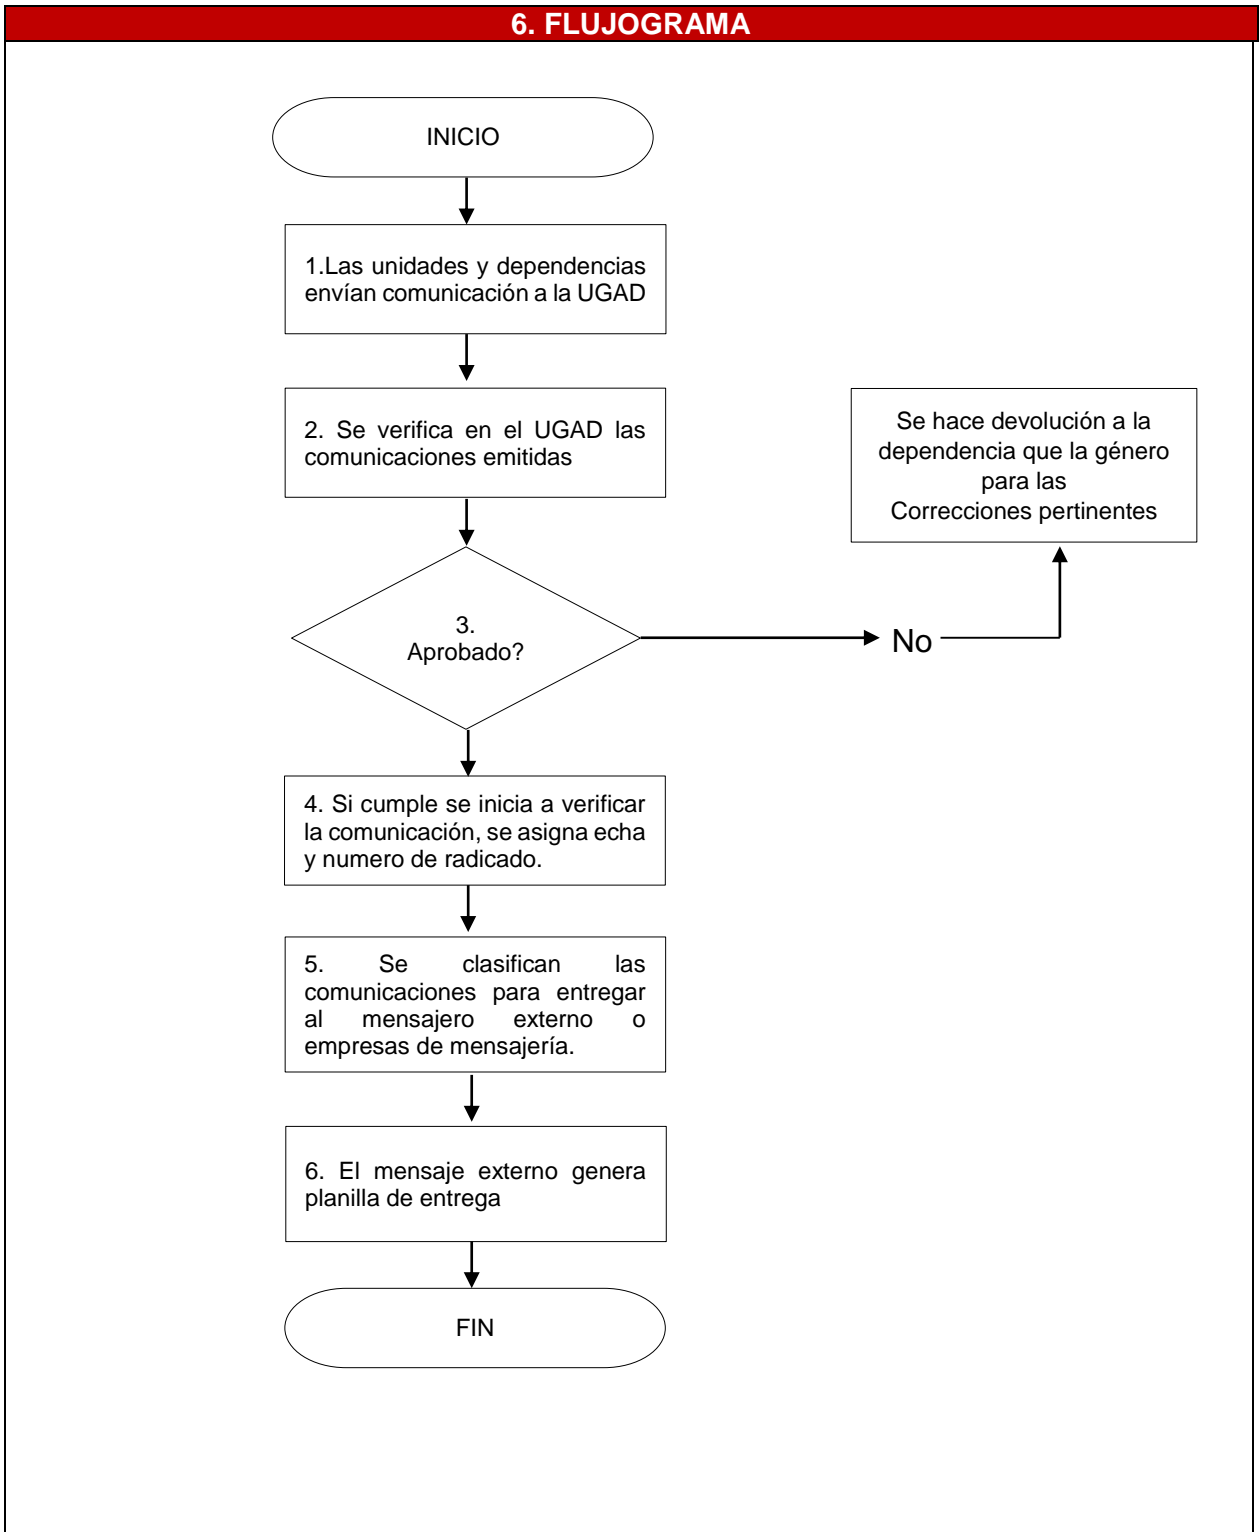 6. FLUJOGRAMA
INICIO
1.Las unidades y dependencias
envían comunicación a la UGAD
2. Se verifica en el UGAD las
comunicaciones emitidas
Se hace devolución a la
dependencia que la género
para las
Correcciones pertinentes
3.
Aprobado?
No
4. Si cumple se inicia a verificar
la comunicación, se asigna echa
y numero de radicado.
5. Se clasifican las
comunicaciones para entregar
al mensajero externo o
empresas de mensajería.
6. El mensaje externo genera
planilla de entrega
FIN